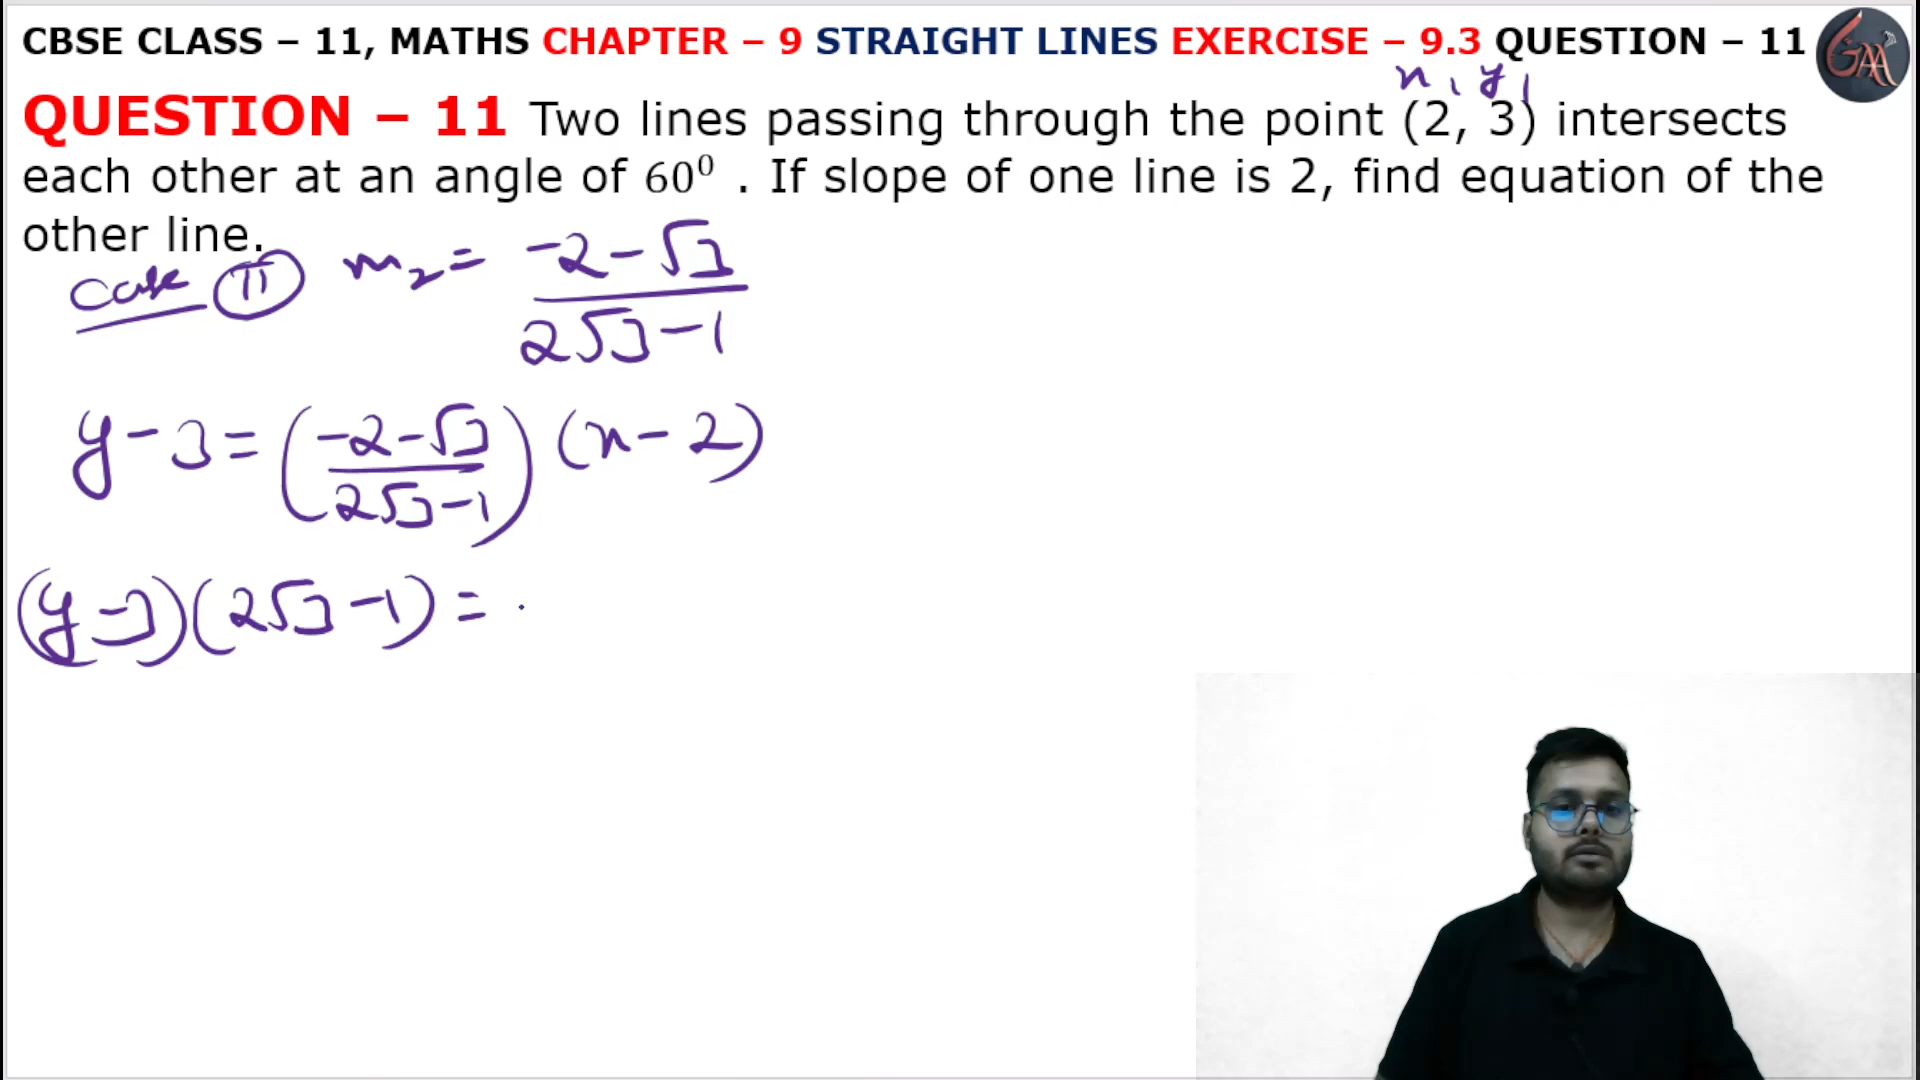 CBSE CLASS – 11, MATHS CHAPTER – 9 STRAIGHT LINES EXERCISE – 9.3 QUESTION – 11
x₁ y₁
QUESTION – 11 Two lines passing through the point (2, 3) intersects
each other at an angle of 60⁰ . If slope of one line is 2, find equation of the
other line.
Case II m₂ = (-2-√3)/(2√3-1)
y-3 = ((-2-√3)/(2√3-1)) (x-2)
(y-3)(2√3-1) =